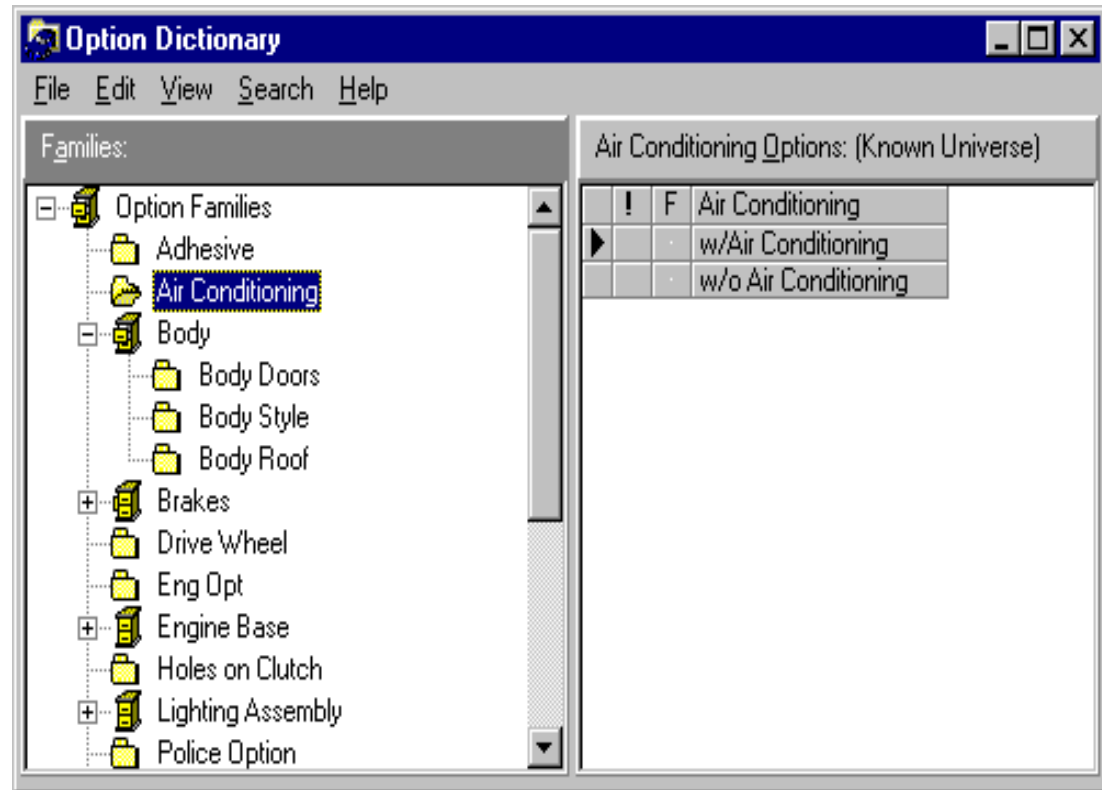 Option Dictionary
File Edit View Search Help
Families:
Option Families
Adhesive
Air Conditioning
Body
Body Doors
Body Style
Body Roof
Brakes
Drive Wheel
Eng Opt
Engine Base
Holes on Clutch
Lighting Assembly
Police Option
Air Conditioning Options: (Known Universe)
! F Air Conditioning
w/Air Conditioning
w/o Air Conditioning